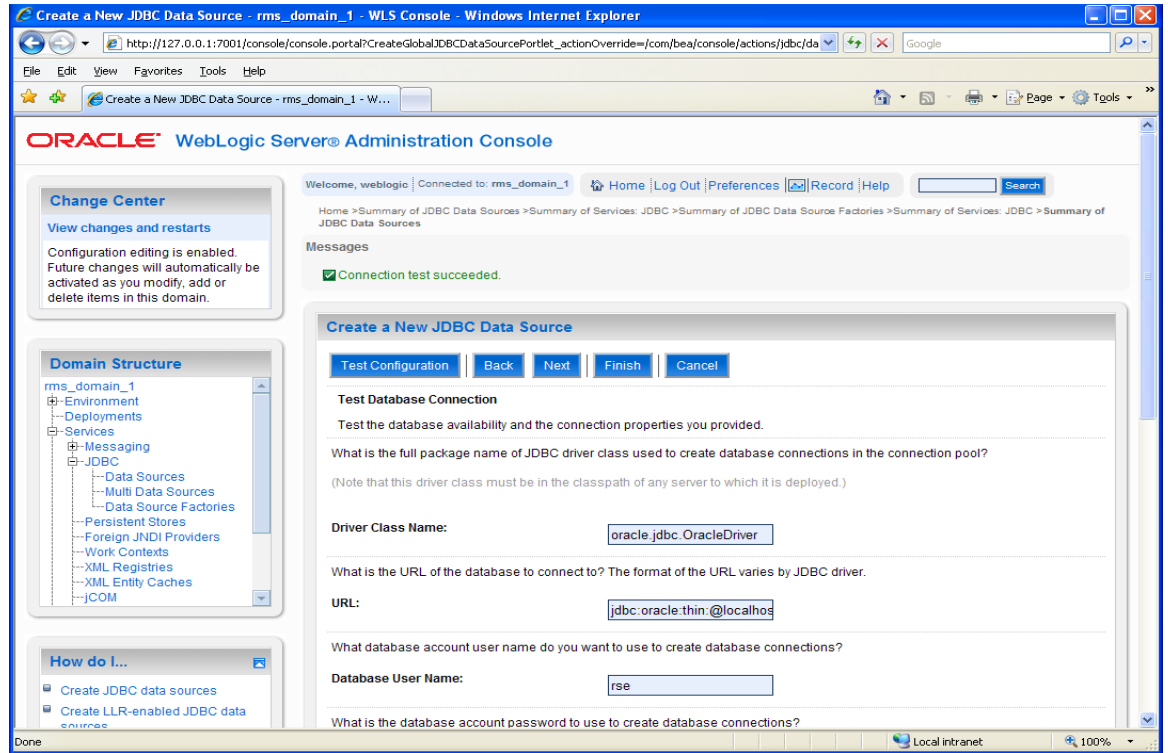 Create a New JDBC Data Source - rms_domain_1 - WLS Console - Windows Internet Explorer
http://127.0.0.1:7001/console/console.portal?CreateGlobalJDBCDataSourcePortlet_actionOverride=/com/bea/console/actions/jdbc/da
Google
File Edit View Favorites Tools Help
Create a New JDBC Data Source - rms_domain_1 - W...
Page Tools
ORACLE WebLogic Server® Administration Console
Change Center
View changes and restarts
Configuration editing is enabled.
Future changes will automatically be
activated as you modify, add or
delete items in this domain.
Domain Structure
rms_domain_1
Environment
Deployments
Services
Messaging
JDBC
Data Sources
Multi Data Sources
Data Source Factories
Persistent Stores
Foreign JNDI Providers
Work Contexts
XML Registries
XML Entity Caches
jCOM
How do I...
Create JDBC data sources
Create LLR-enabled JDBC data
sources
Welcome, weblogic Connected to: rms_domain_1 Home Log Out Preferences Record Help Search
Home >Summary of JDBC Data Sources >Summary of Services: JDBC >Summary of JDBC Data Source Factories >Summary of Services: JDBC >Summary of
JDBC Data Sources
Messages
Connection test succeeded.
Create a New JDBC Data Source
Test Configuration Back Next Finish Cancel
Test Database Connection
Test the database availability and the connection properties you provided.
What is the full package name of JDBC driver class used to create database connections in the connection pool?
(Note that this driver class must be in the classpath of any server to which it is deployed.)
Driver Class Name: oracle.jdbc.OracleDriver
What is the URL of the database to connect to? The format of the URL varies by JDBC driver.
URL: jdbc:oracle:thin:@localhos
What database account user name do you want to use to create database connections?
Database User Name: rse
What is the database account password to use to create database connections?
Done Local intranet 100%